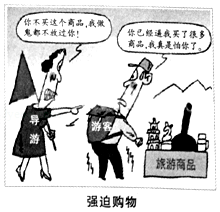 你不买这个商品,我做
鬼都不放过你!
你已经逼我买了很多
商品,我真是怕你了。
导
游
游客
旅游商品
强迫购物